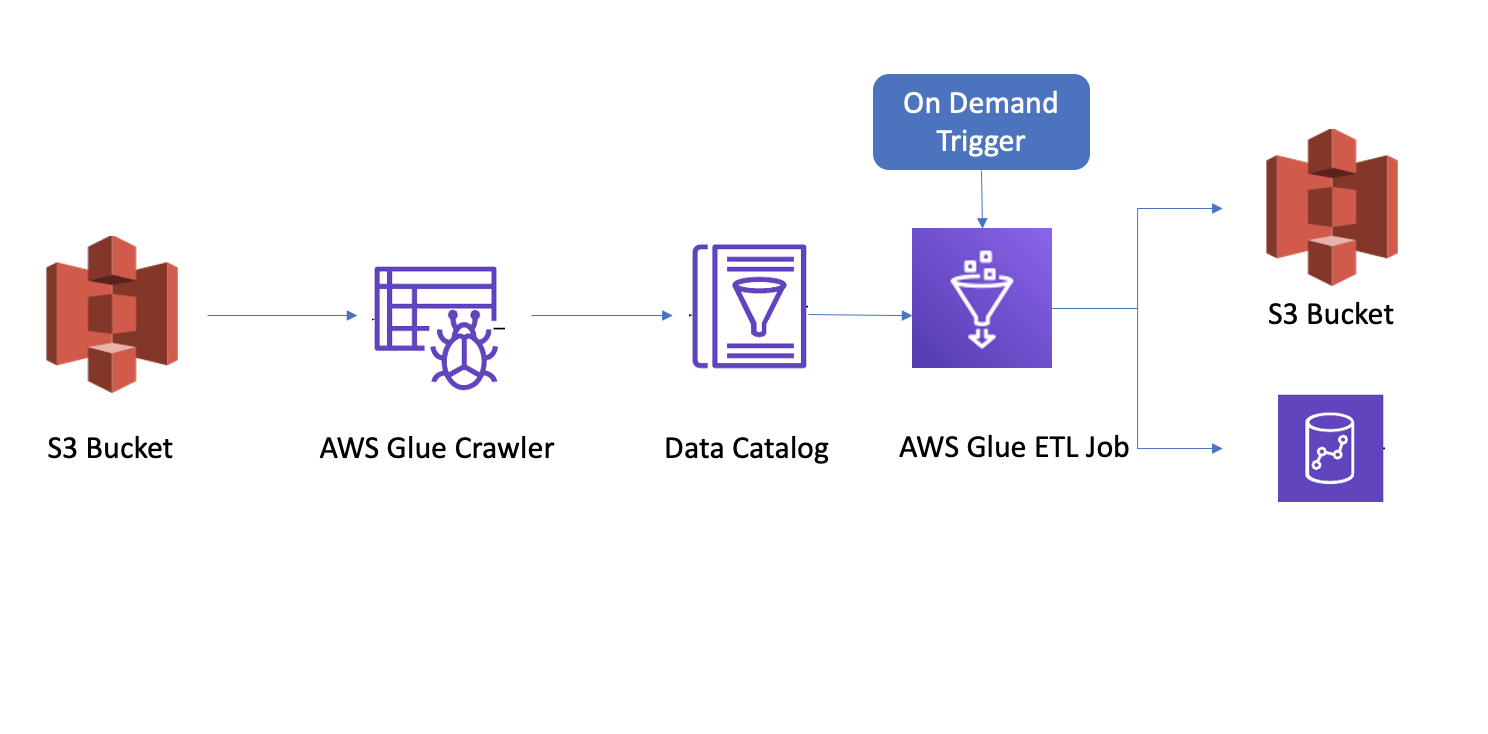 On Demand
Trigger
S3 Bucket
S3 Bucket
AWS Glue Crawler
Data Catalog
AWS Glue ETL Job